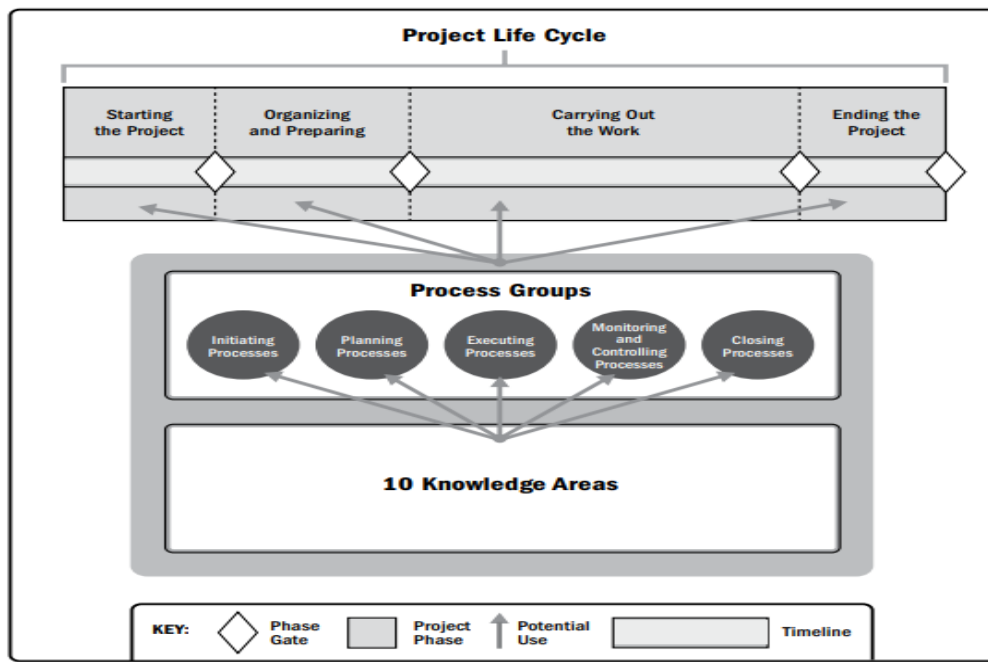 Project Life Cycle
Starting
the Project
Organizing
and Preparing
Carrying Out
the Work
Ending the
Project
Process Groups
Initiating
Processes
Planning
Processes
Executing
Processes
Monitoring
and
Controlling
Processes
Closing
Processes
10 Knowledge Areas
KEY:
Phase
Gate
Project
Phase
Potential
Use
Timeline